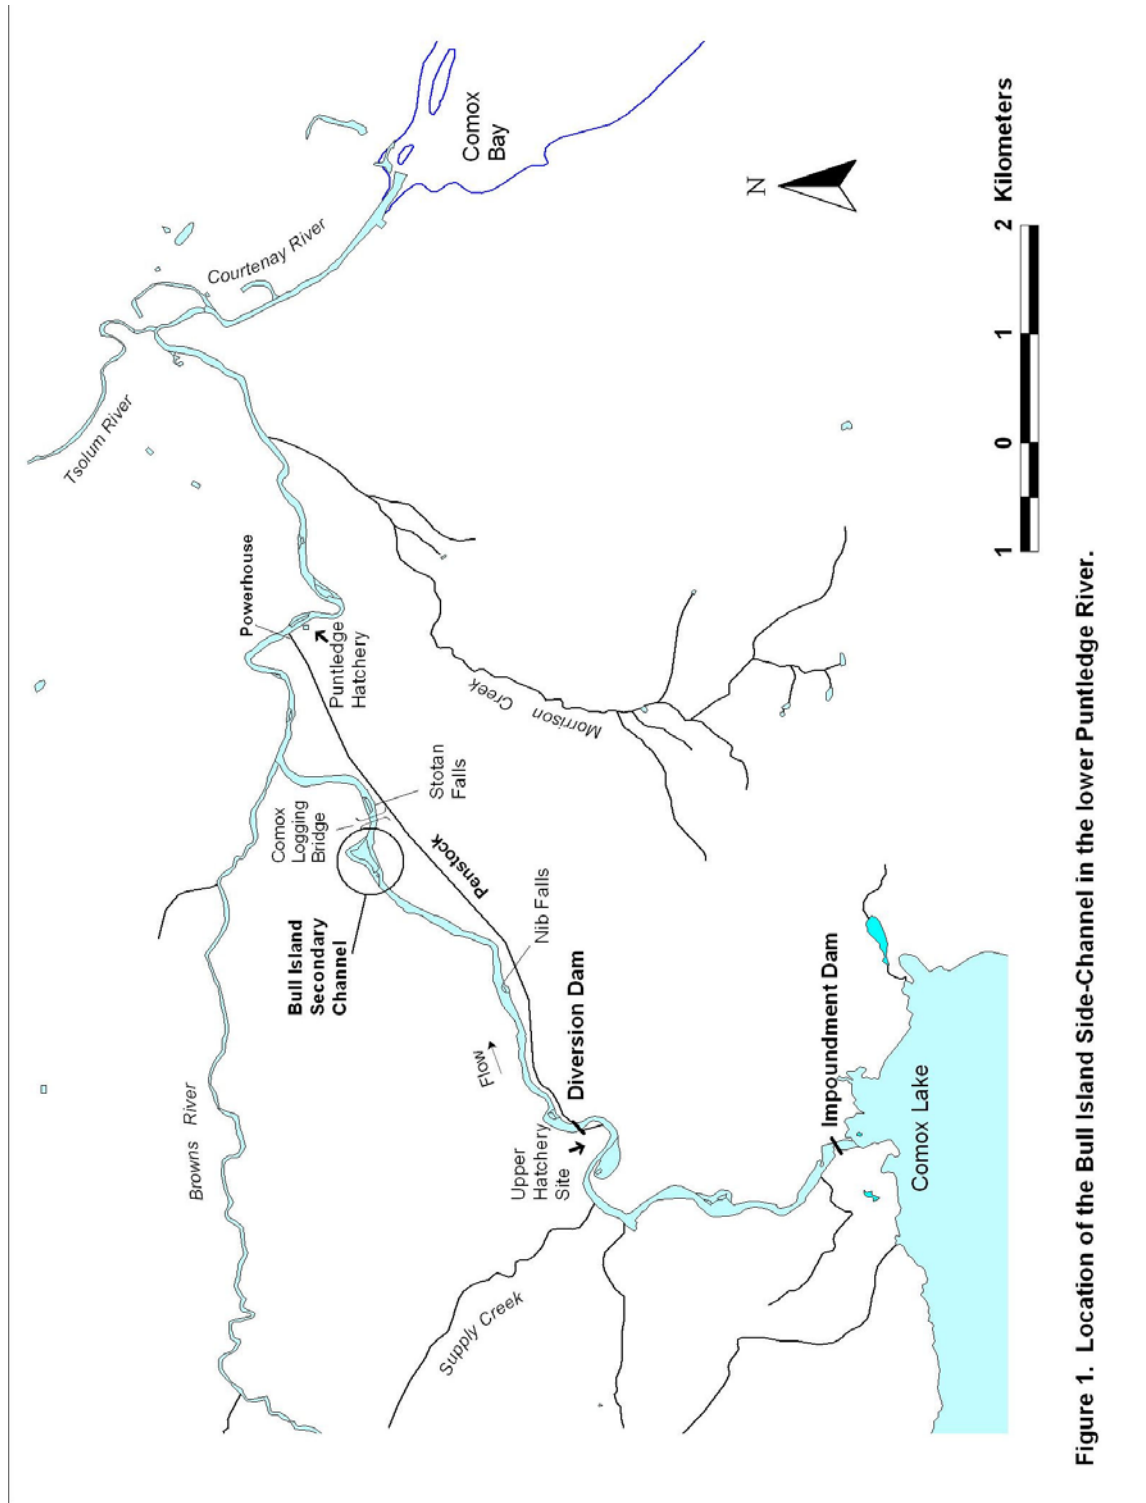 Tsolum River
Courtenay River
Comox
Bay
N
Powerhouse
Puntledge
Hatchery
Browns River
Comox
Logging
Bridge
Stotan
Falls
Bull Island
Secondary
Channel
Penstock
Morrison Creek
Nib Falls
Flow
Diversion Dam
Upper
Hatchery
Site
Supply Creek
Impoundment Dam
Comox Lake
1 0 1 2 Kilometers
Figure 1. Location of the Bull Island Side-Channel in the lower Puntledge River.